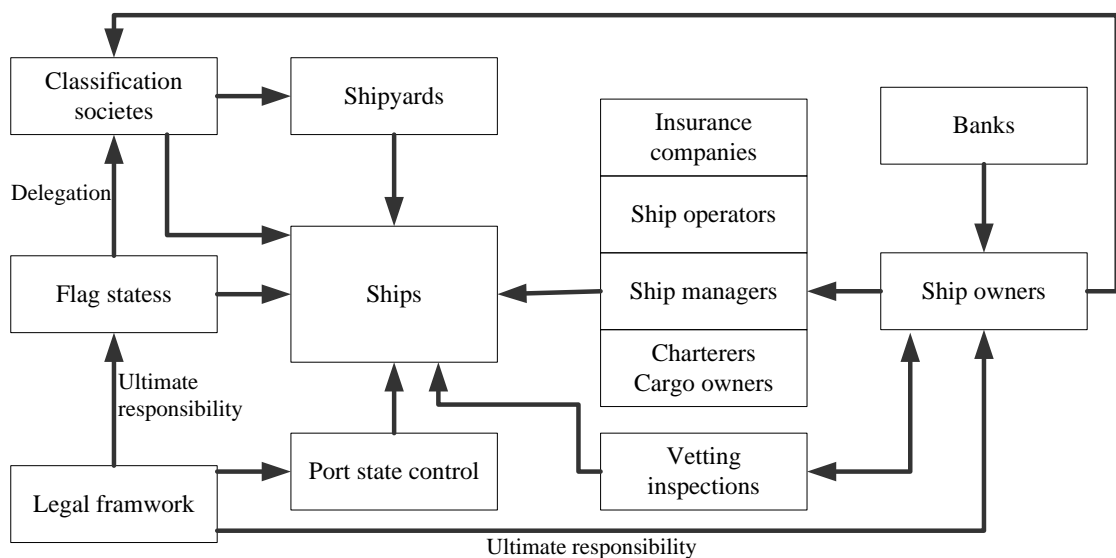 Classification
societes
Shipyards
Insurance
companies
Banks
Delegation
Ship operators
Flag statess
Ships
Ship managers
Ship owners
Ultimate
responsibility
Charterers
Cargo owners
Port state control
Vetting
inspections
Legal framwork
Ultimate responsibility